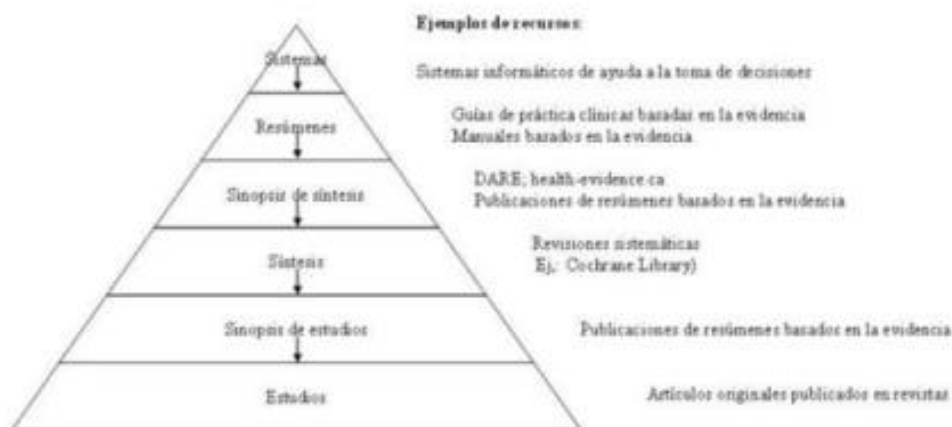 Ejemplos de recursos:
Sistemas
Sistemas informáticos de ayuda a la toma de decisiones
Resúmenes
Guías de práctica clínicas basadas en la evidencia
Manuales basados en la evidencia
Sinopsis de síntesis
DARE; health-evidence.ca
Publicaciones de resúmenes basados en la evidencia
Síntesis
Revisiones sistemáticas
Ej,: Cochrane Library)
Sinopsis de estudios
Publicaciones de resúmenes basados en la evidencia
Estudios
Artículos originales publicados en revistas